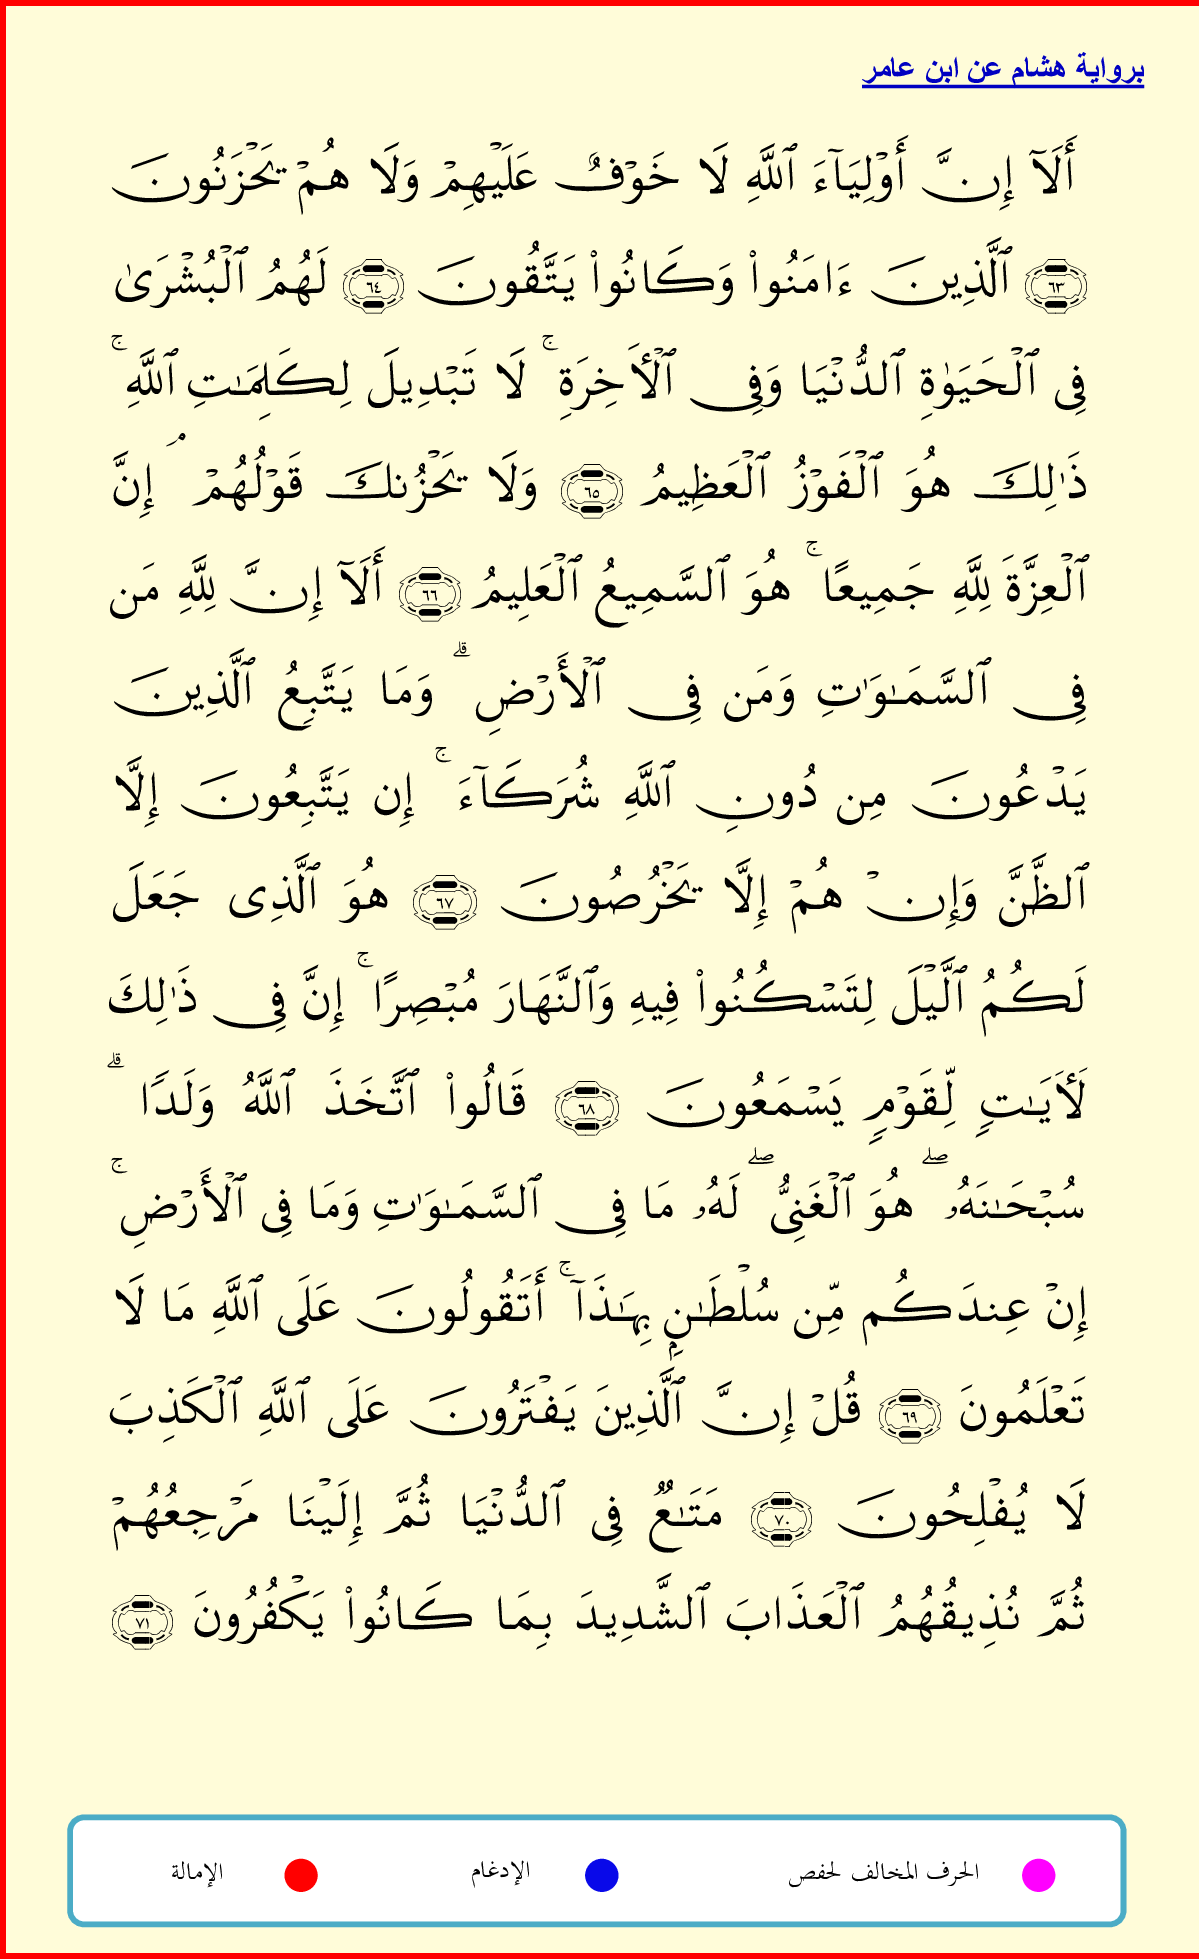 برواية هشام عن ابن عامر
أَلَآ إِنَّ أَوْلِيَآءَ ٱللَّهِ لَا خَوْفٌ عَلَيْهِمْ وَلَا هُمْ يَحْزَنُونَ
٦٣ ٱلَّذِينَ ءَامَنُوا۟ وَكَانُوا۟ يَتَّقُونَ ٦٤ لَهُمُ ٱلْبُشْرَىٰ
فِى ٱلْحَيَوٰةِ ٱلدُّنْيَا وَفِى ٱلْأَخِرَةِ ۚ لَا تَبْدِيلَ لِكَلِمَـٰتِ ٱللَّهِ ۚ
ذَٰلِكَ هُوَ ٱلْفَوْزُ ٱلْعَظِيمُ ٦٥ وَلَا يَحْزُنكَ قَوْلُهُمْ ۘ إِنَّ
ٱلْعِزَّةَ لِلَّهِ جَمِيعًا ۚ هُوَ ٱلسَّمِيعُ ٱلْعَلِيمُ ٦٦ أَلَآ إِنَّ لِلَّهِ مَن
فِى ٱلسَّمَـٰوَٰتِ وَمَن فِى ٱلْأَرْضِ ۗ وَمَا يَتَّبِعُ ٱلَّذِينَ
يَدْعُونَ مِن دُونِ ٱللَّهِ شُرَكَآءَ ۚ إِن يَتَّبِعُونَ إِلَّا
ٱلظَّنَّ وَإِنْ هُمْ إِلَّا يَخْرُصُونَ ٦٧ هُوَ ٱلَّذِى جَعَلَ
لَكُمُ ٱلَّيْلَ لِتَسْكُنُوا۟ فِيهِ وَٱلنَّهَارَ مُبْصِرًا ۚ إِنَّ فِى ذَٰلِكَ
لَأَيَـٰتٍ لِّقَوْمٍ يَسْمَعُونَ ٦٨ قَالُوا۟ ٱتَّخَذَ ٱللَّهُ وَلَدًا ۗ
سُبْحَـٰنَهُۥ ۖ هُوَ ٱلْغَنِىُّ ۖ لَهُۥ مَا فِى ٱلسَّمَـٰوَٰتِ وَمَا فِى ٱلْأَرْضِ ۚ
إِنْ عِندَكُم مِّن سُلْطَـٰنٍۭ بِهَـٰذَآ ۚ أَتَقُولُونَ عَلَى ٱللَّهِ مَا لَا
تَعْلَمُونَ ٦٩ قُلْ إِنَّ ٱلَّذِينَ يَفْتَرُونَ عَلَى ٱللَّهِ ٱلْكَذِبَ
لَا يُفْلِحُونَ ٧٠ مَتَـٰعٌ فِى ٱلدُّنْيَا ثُمَّ إِلَيْنَا مَرْجِعُهُمْ
ثُمَّ نُذِيقُهُمُ ٱلْعَذَابَ ٱلشَّدِيدَ بِمَا كَانُوا۟ يَكْفُرُونَ ٧١
الحرف المخالف لحفص الإدغام الإمالة